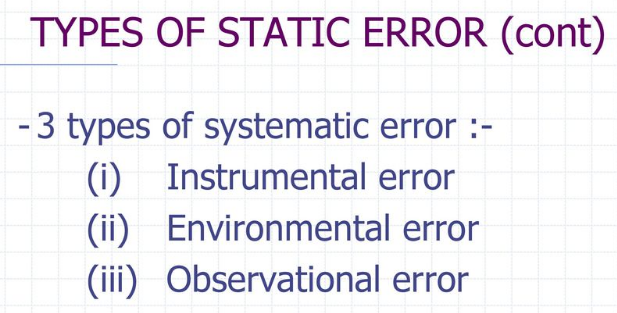 TYPES OF STATIC ERROR (cont)
- 3 types of systematic error :-
(i) Instrumental error
(ii) Environmental error
(iii) Observational error